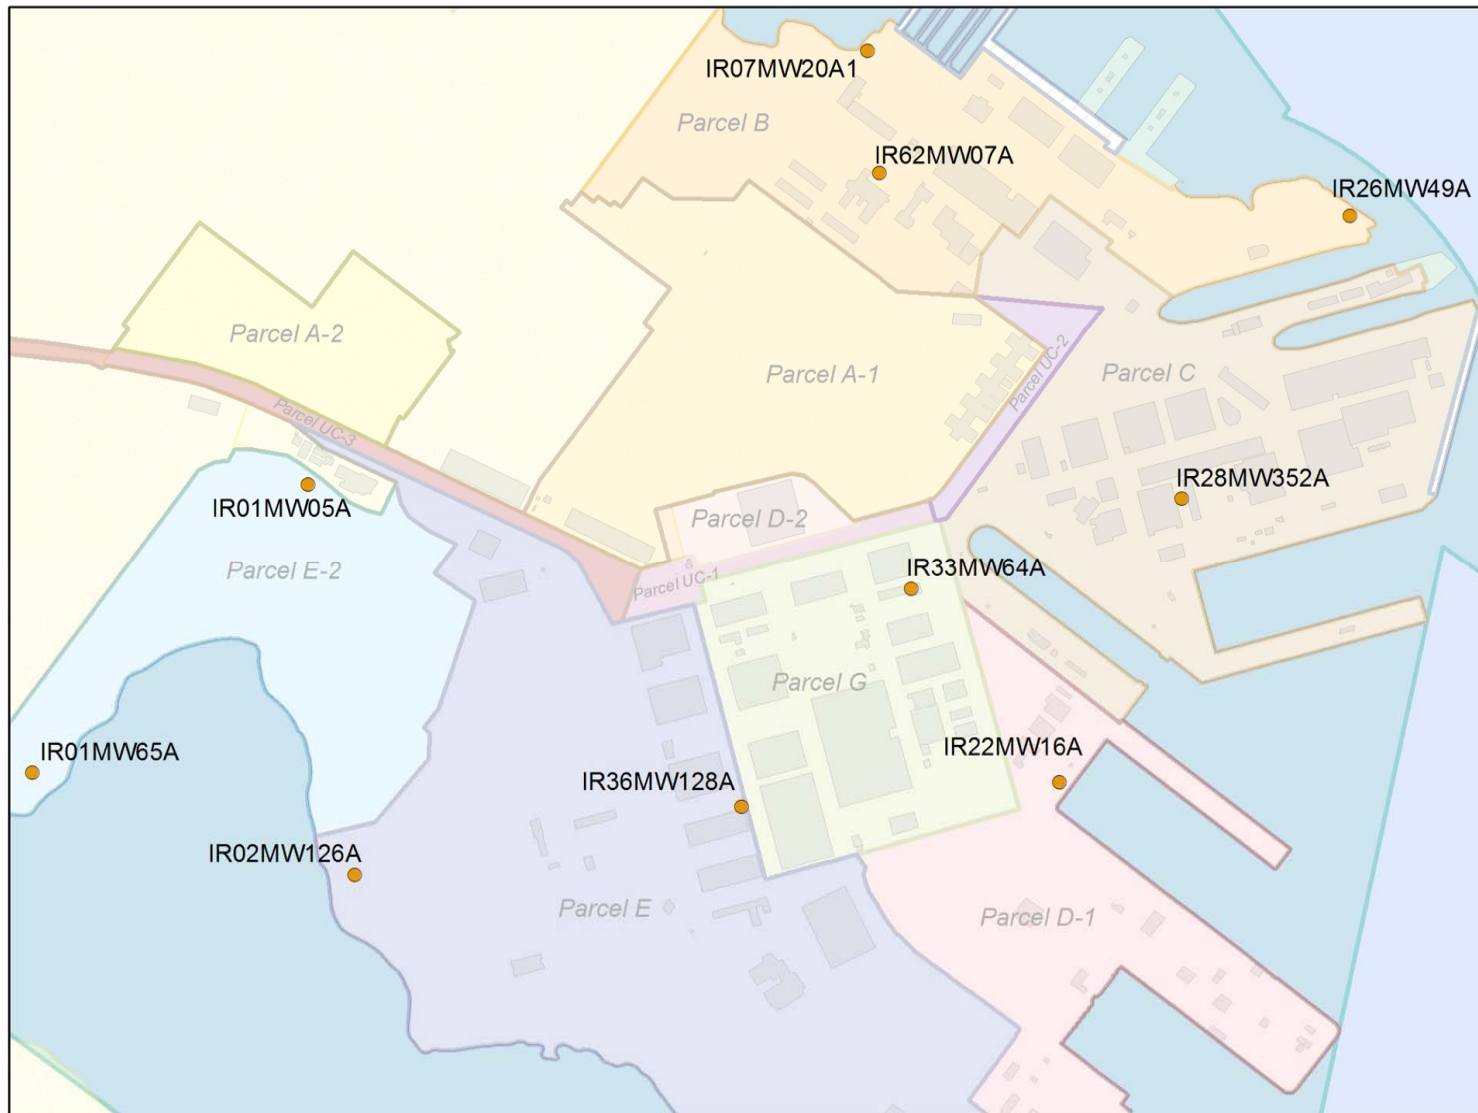 IR07MW20A1
Parcel B
IR62MW07A
IR26MW49A
Parcel A-2
Parcel A-1
Parcel UC-2
Parcel C
Parcel UC-3
IR28MW352A
IR01MW05A
Parcel D-2
Parcel E-2
IR33MW64A
Parcel UC-1
Parcel G
IR01MW65A
IR22MW16A
IR36MW128A
IR02MW126A
Parcel E
Parcel D-1